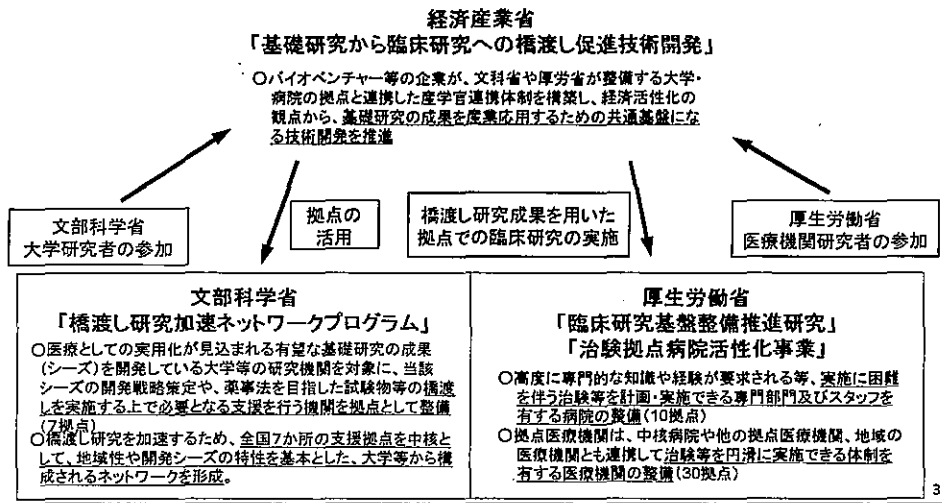 経済産業省
「基礎研究から臨床研究への橋渡し促進技術開発」
○バイオベンチャー等の企業が、文科省や厚労省が整備する大学・
病院の拠点と連携した産学官連携体制を構築し、経済活性化の
観点から、基礎研究の成果を産業応用するための共通基盤にな
る技術開発を推進
文部科学省
大学研究者の参加
拠点の
活用
橋渡し研究成果を用いた
拠点での臨床研究の実施
厚生労働省
医療機関研究者の参加
文部科学省
「橋渡し研究加速ネットワークプログラム」
○医療としての実用化が見込まれる有望な基礎研究の成果
(シーズ)を開発している大学等の研究機関を対象に、当該
シーズの開発戦略策定や、薬事法を目指した試験物等の橋渡
しを実施する上で必要となる支援を行う機関を拠点として整備
(7拠点)
○橋渡し研究を加速するため、全国7か所の支援拠点を中核と
して、地域性や開発シーズの特性を基本とした、大学等から構
成されるネットワークを形成。
厚生労働省
「臨床研究基盤整備推進研究」
「治験拠点病院活性化事業」
○高度に専門的な知識や経験が要求される等、実施に困難
を伴う治験等を計画・実施できる専門部門及びスタッフを
有する病院の整備(10拠点)
○拠点医療機関は、中核病院や他の拠点医療機関、地域の
医療機関とも連携して治験等を円滑に実施できる体制を
有する医療機関の整備(30拠点)
3